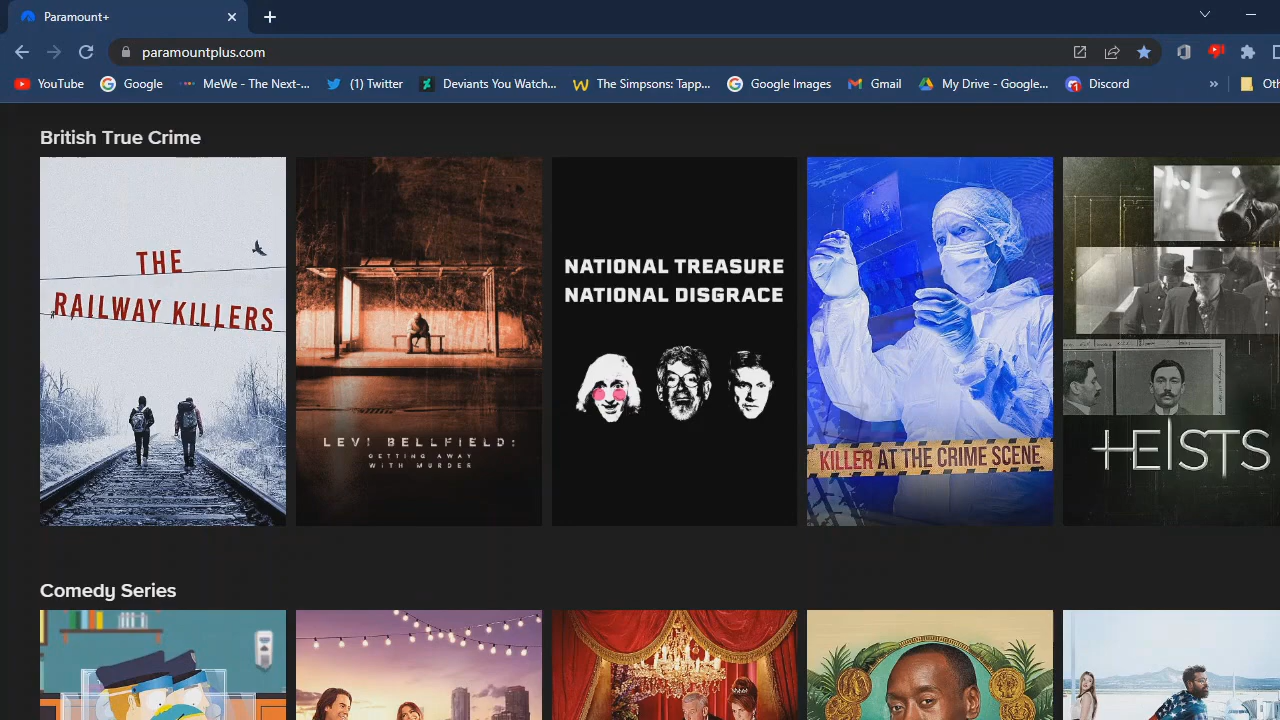 Paramount+
paramountplus.com
YouTube
Google
MeWe - The Next-...
(1) Twitter
Deviants You Watch...
The Simpsons: Tapp...
Google Images
Gmail
My Drive - Google...
Discord
»
Oth
British True Crime
THE
RAILWAY KILLERS
LEVI BELLFIELD:
GETTING AWAY
WITH MURDER
NATIONAL TREASURE
NATIONAL DISGRACE
KILLER AT THE CRIME SCENE
HEISTS
Comedy Series